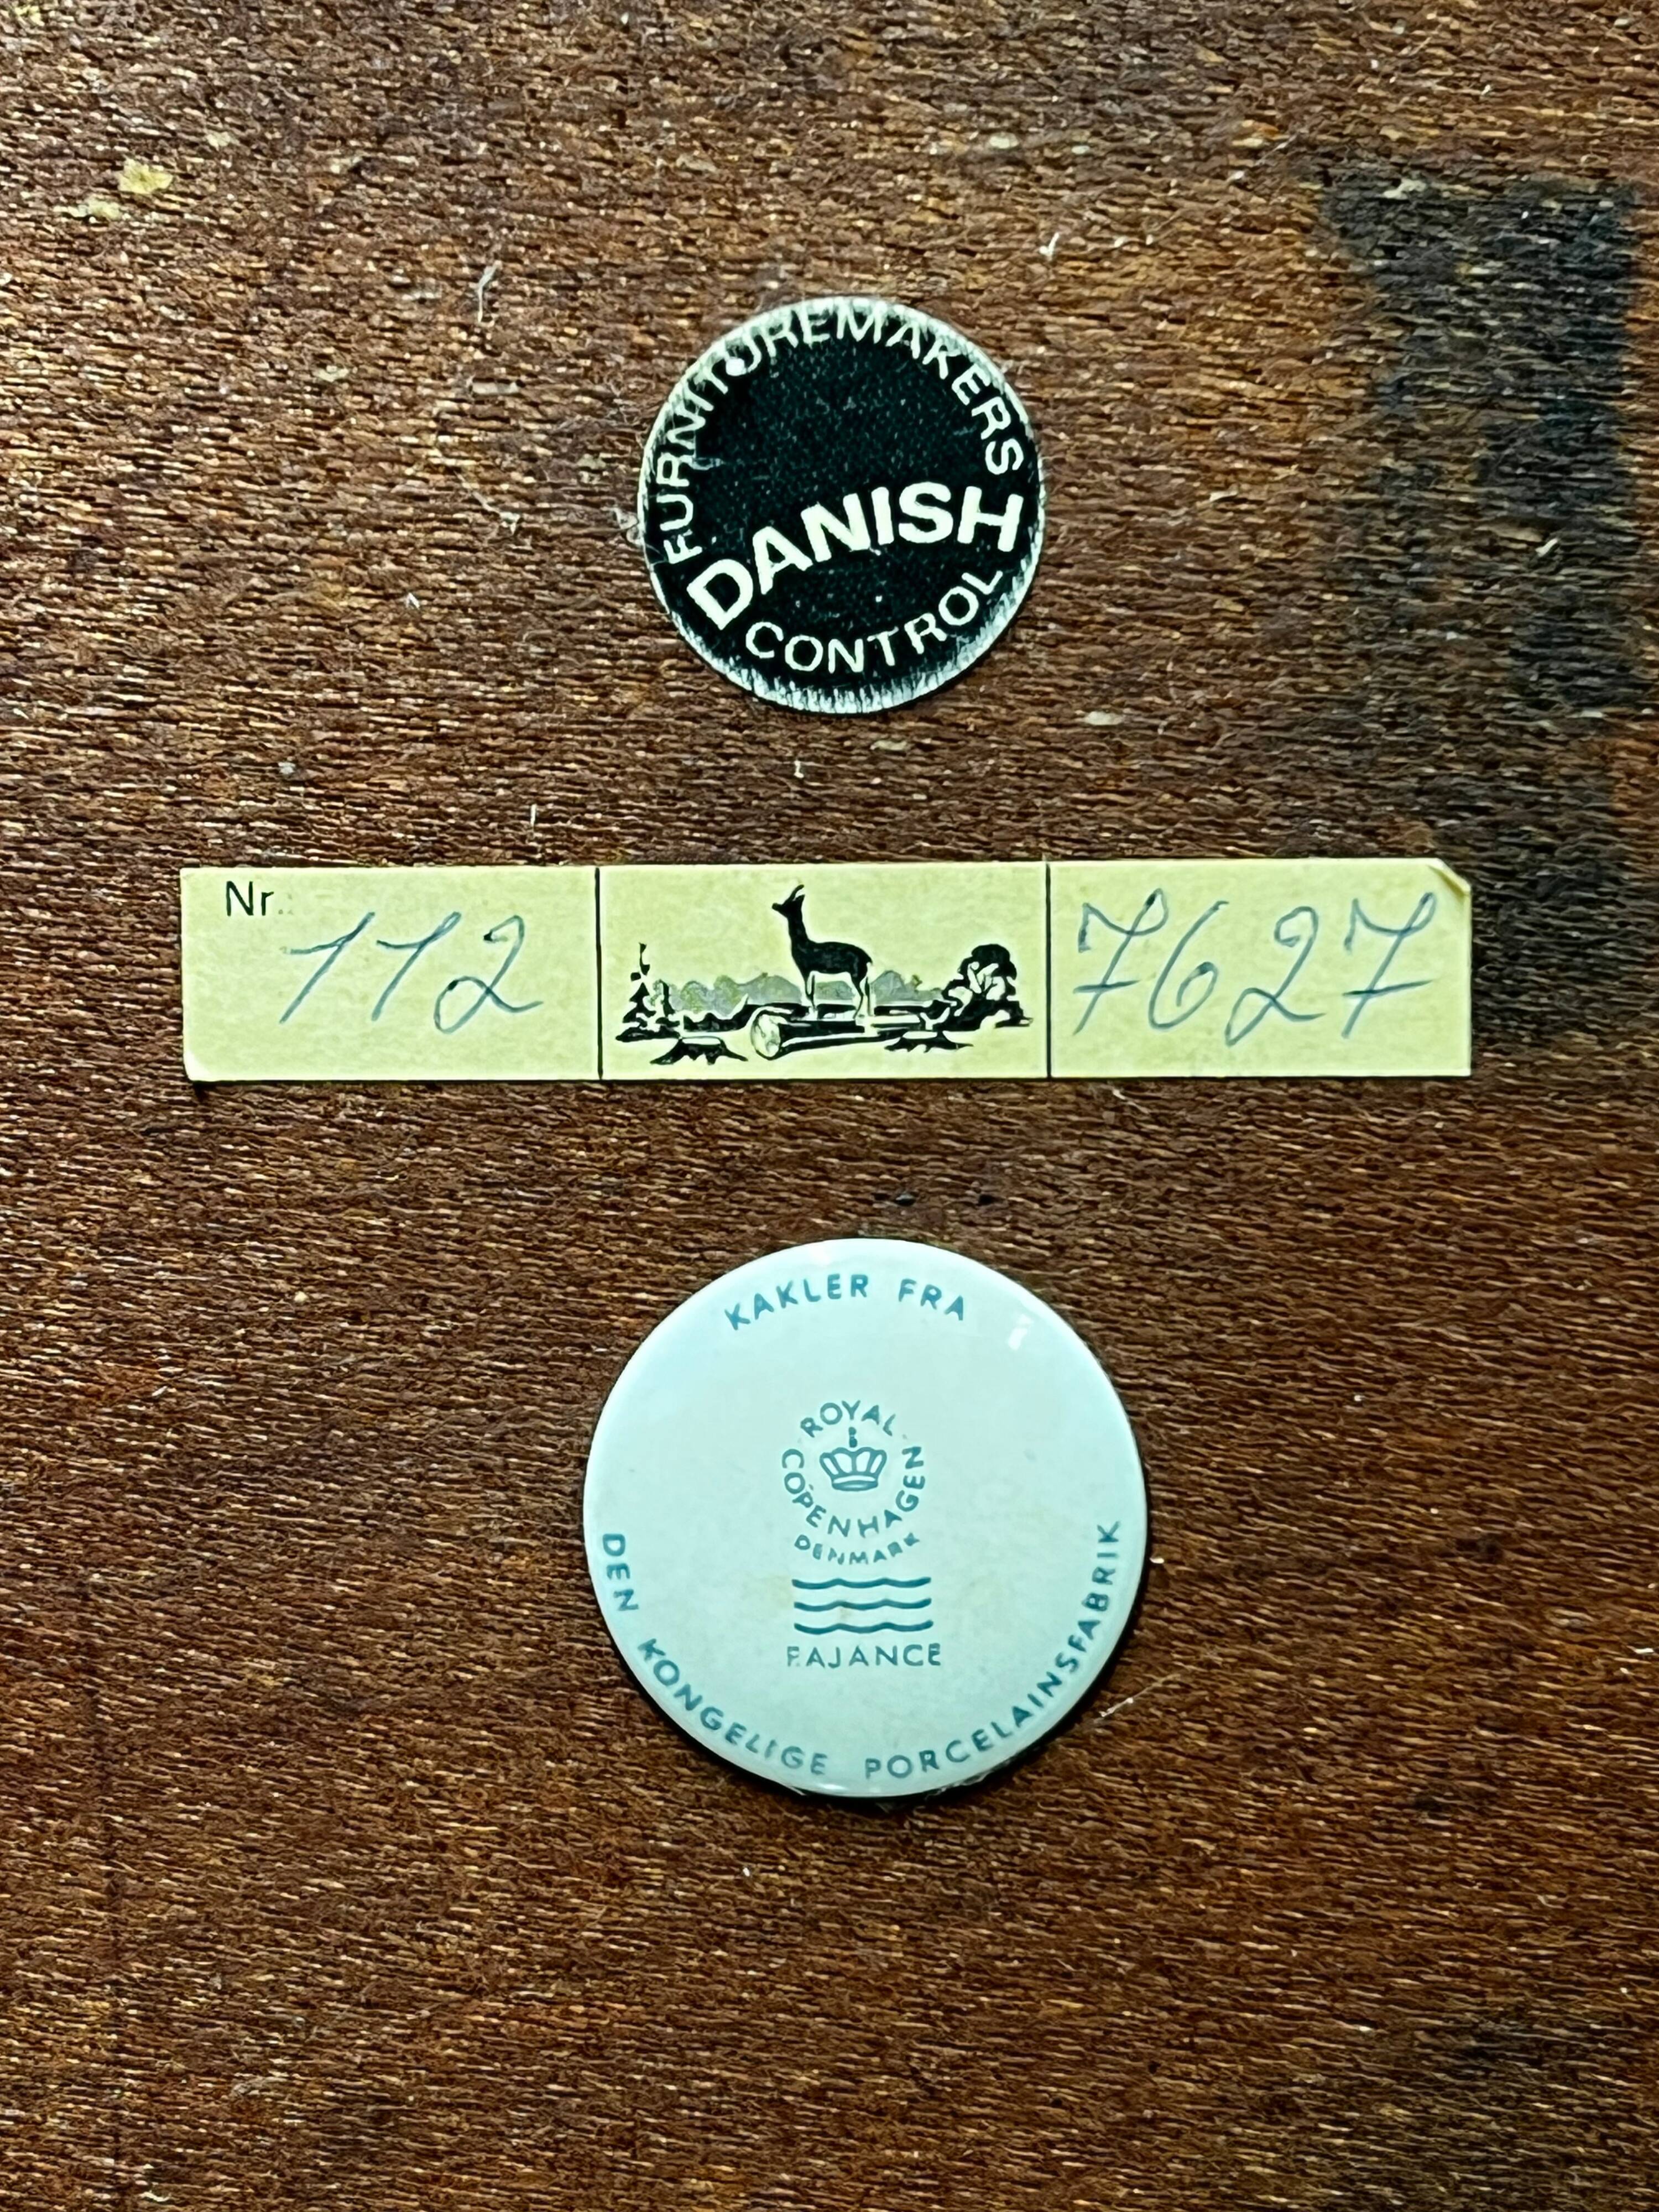 FURNITUREMAKERS
DANISH
CONTROL
Nr. 112 7627
KAKLER FRA
ROYAL
COPENHAGEN
DENMARK
FAJANCE
DEN KONGELIGE PORCELAINSFABRIK